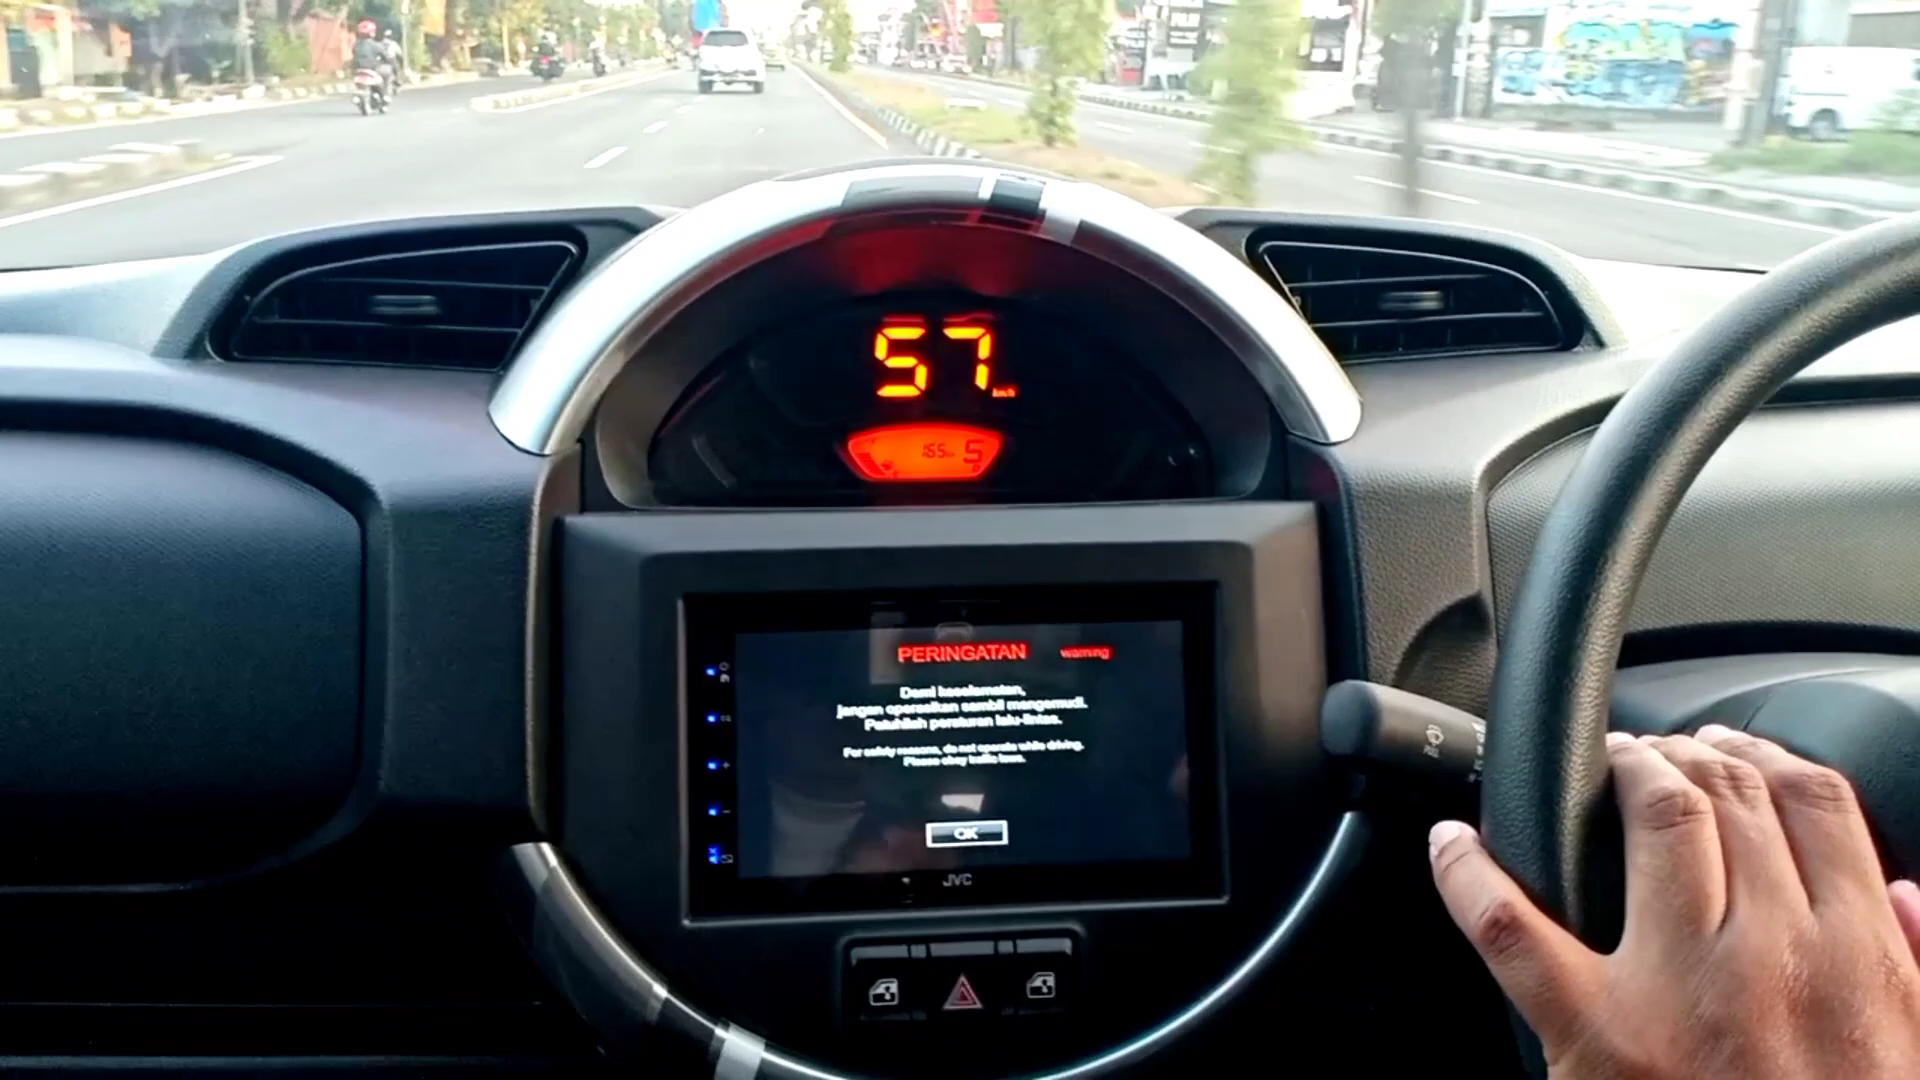 57 km/h
165 5
D
PERINGATAN warning
Demi keselamatan,
jangan operasikan sambil mengemudi.
Patuhilah peraturan lalu-lintas.
For safety reasons, do not operate while driving.
Please obey traffic laws.
OK
JVC